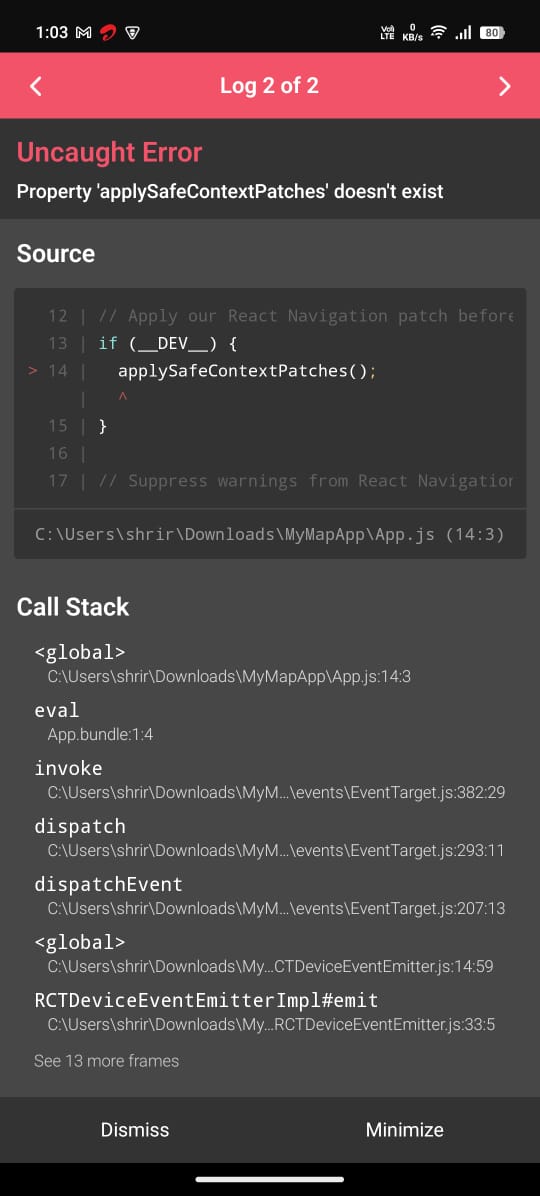 1:03
Vo)) LTE 0 KB/s 80
Log 2 of 2
Uncaught Error
Property 'applySafeContextPatches' doesn't exist
Source
12 | // Apply our React Navigation patch before
13 | if (__DEV__) {
> 14 |   applySafeContextPatches();
|   ^
15 | }
16 |
17 | // Suppress warnings from React Navigation
C:\Users\shrir\Downloads\MyMapApp\App.js (14:3)
Call Stack
<global>
C:\Users\shrir\Downloads\MyMapApp\App.js:14:3
eval
App.bundle:1:4
invoke
C:\Users\shrir\Downloads\MyM...\events\EventTarget.js:382:29
dispatch
C:\Users\shrir\Downloads\MyM...\events\EventTarget.js:293:11
dispatchEvent
C:\Users\shrir\Downloads\MyM...\events\EventTarget.js:207:13
<global>
C:\Users\shrir\Downloads\My...CTDeviceEventEmitter.js:14:59
RCTDeviceEventEmitterImpl#emit
C:\Users\shrir\Downloads\My...RCTDeviceEventEmitter.js:33:5
See 13 more frames
Dismiss
Minimize